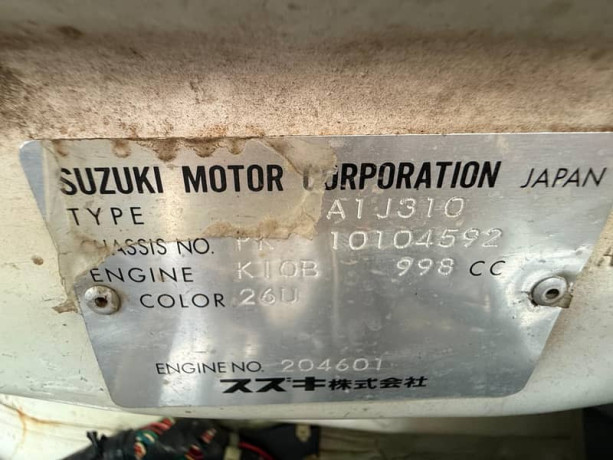 SUZUKI MOTOR CORPORATION JAPAN
TYPE A1J310
CHASSIS NO. PK 10104592
ENGINE K10B 998 CC
COLOR 26U
ENGINE NO. 204601
スズキ株式会社